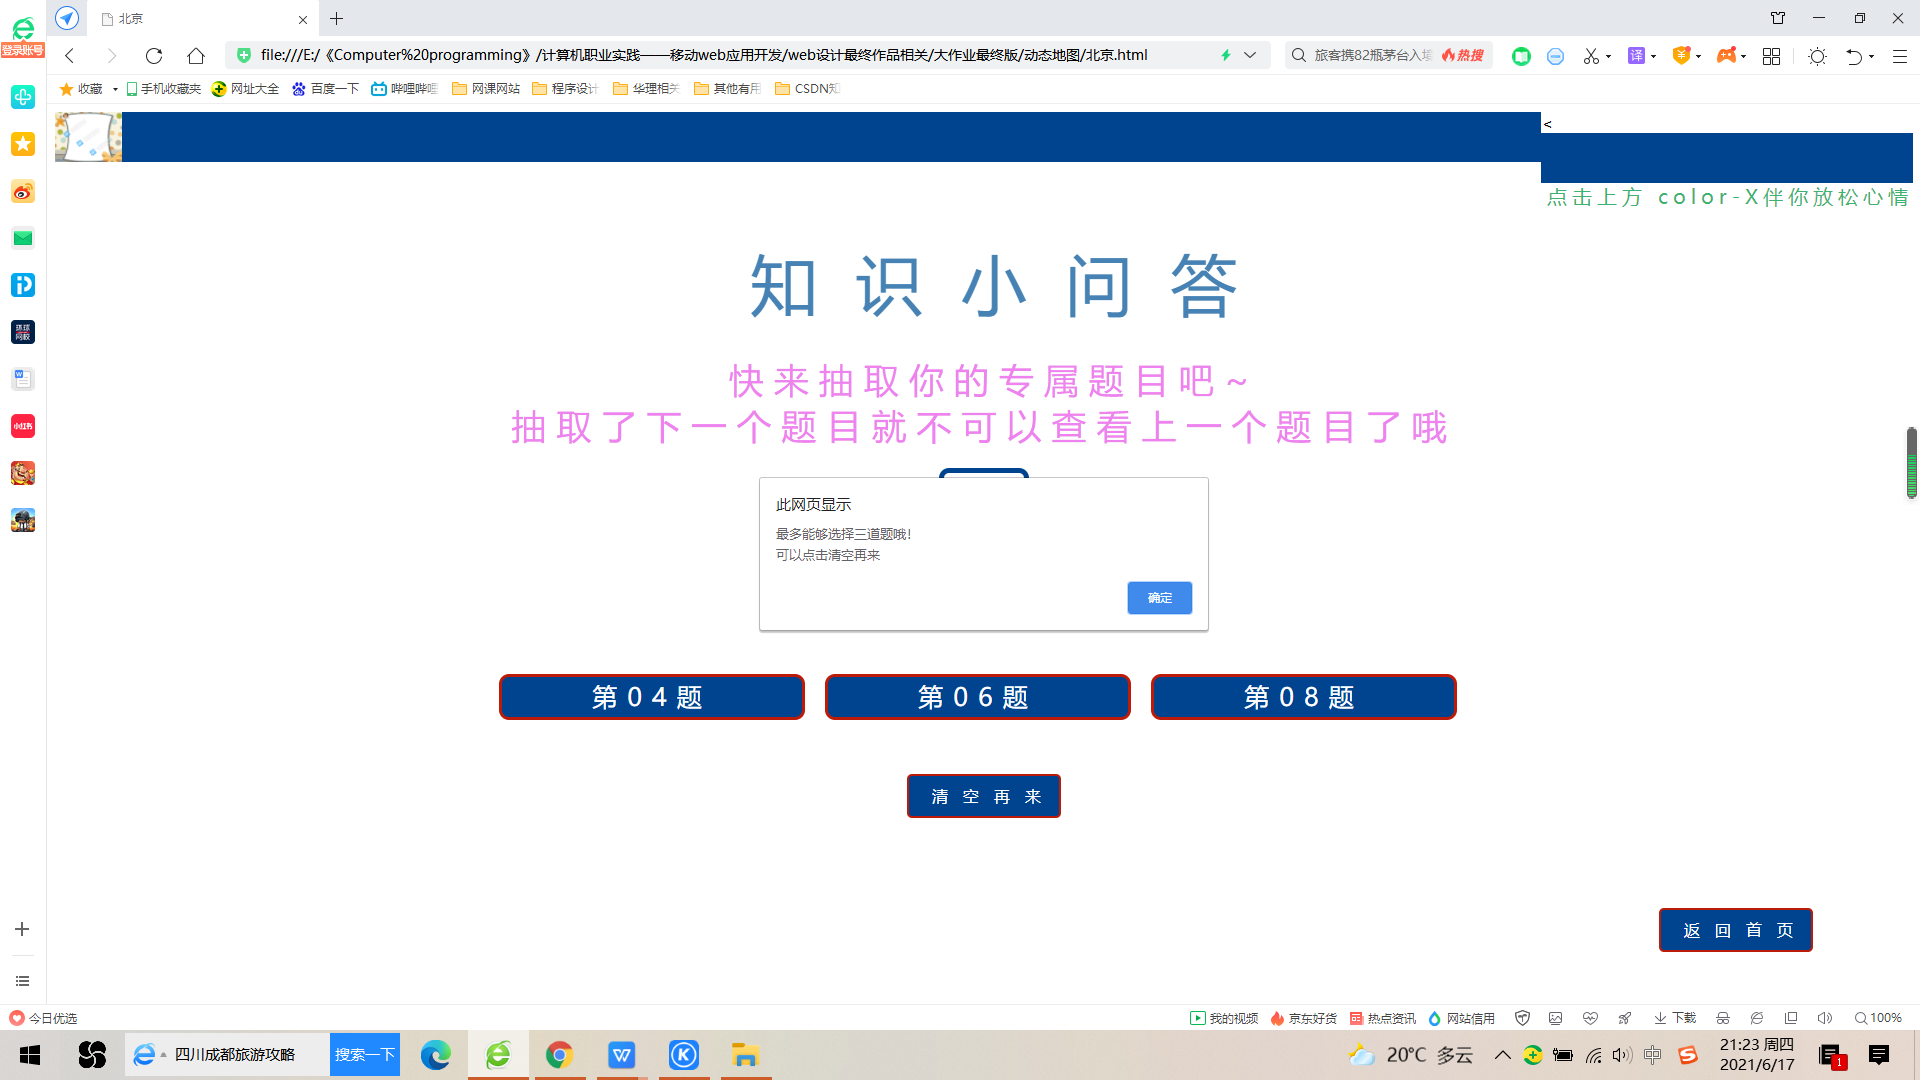 北京
登录账号
file:///E:/《Computer%20programming》/计算机职业实践——移动web应用开发/web设计最终作品相关/大作业最终版/动态地图/北京.html
旅客携82瓶茅台入境
热搜
译
收藏
手机收藏夹
网址大全
百度一下
哔哩哔哩
网课网站
程序设计
华理相关
其他有用
CSDN知
<
点击上方 color-X伴你放松心情
知识小问答
快来抽取你的专属题目吧~
抽取了下一个题目就不可以查看上一个题目了哦
此网页显示
最多能够选择三道题哦!
可以点击清空再来
确定
第04题
第06题
第08题
清空再来
返回首页
环球
网校
小红书
今日优选
我的视频
京东好货
热点资讯
网站信用
下载
100%
四川成都旅游攻略
搜索一下
20°C 多云
中
21:23 周四
2021/6/17
1